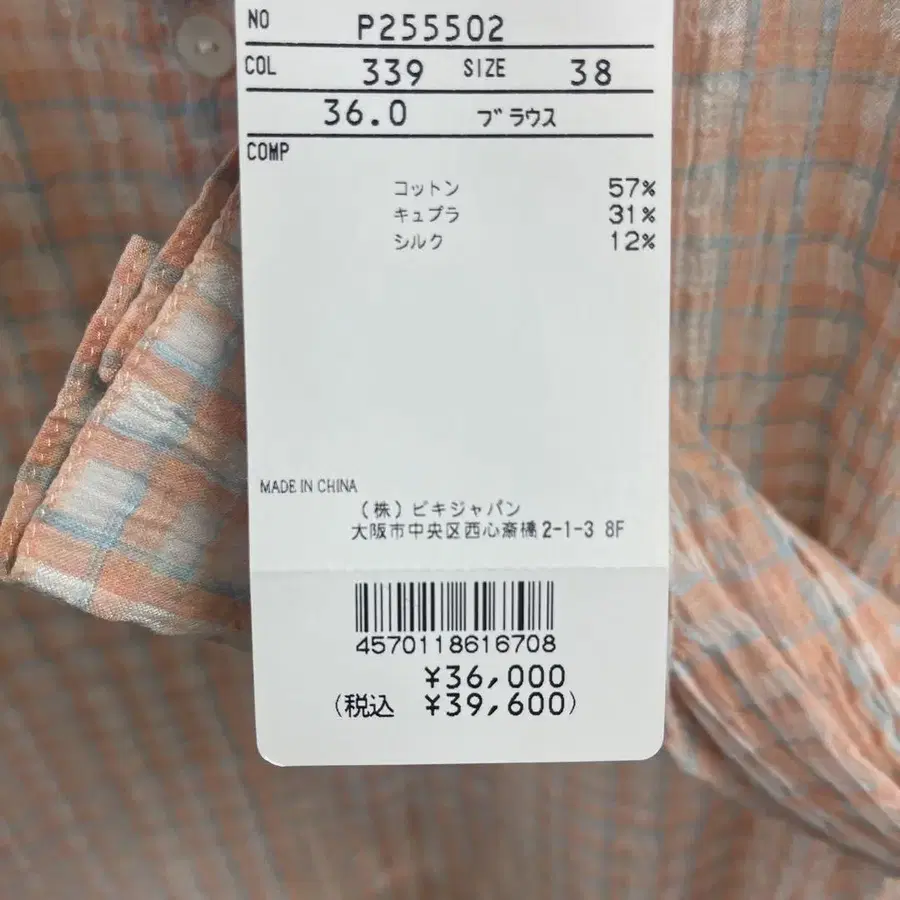 NO P255502
COL 339 SIZE 38
36.0 ブラウス
COMP
コットン 57%
キュプラ 31%
シルク 12%
MADE IN CHINA
(株)ビキジャパン
大阪市中央区西心斎橋2-1-3 8F
4570118616708
¥36,000
(税込 ¥39,600)